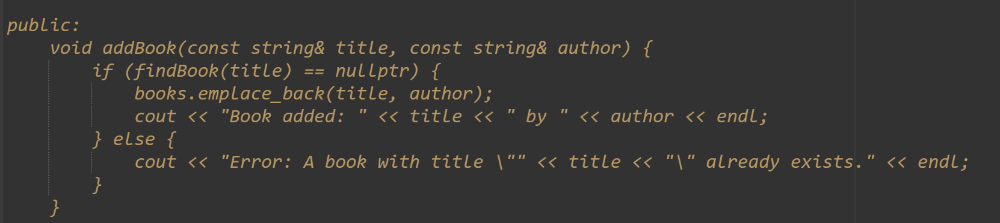 public:
    void addBook(const string& title, const string& author) {
        if (findBook(title) == nullptr) {
            books.emplace_back(title, author);
            cout << "Book added: " << title << " by " << author << endl;
        } else {
            cout << "Error: A book with title \"" << title << "\" already exists." << endl;
        }
    }